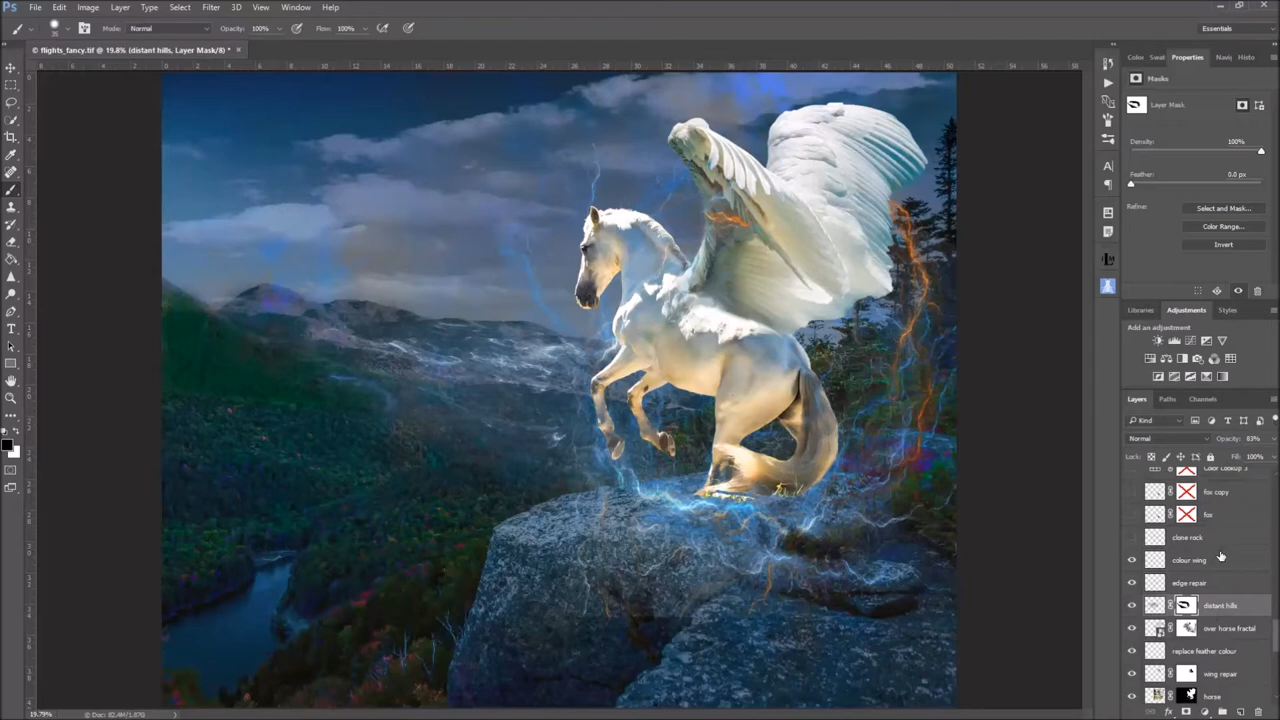 Ps File Edit Image Layer Type Select Filter 3D View Window Help
Mode: Normal Opacity: 100% Flow: 100% Essentials
© flights_fancy.tif @ 19.8% (distant hills, Layer Mask/8) * ×
Color Swat Properties Navi Histo
Masks
Layer Mask
Density: 100%
Feather: 0.0 px
Refine: Select and Mask...
Color Range...
Invert
Libraries Adjustments Styles
Add an adjustment
Layers Paths Channels
Kind
Normal Opacity: 83%
Lock: Fill: 100%
Color Lookup 3
fox copy
fox
clone rock
colour wing
edge repair
distant hills
over horse fractal
replace feather colour
wing repair
horse
19.79% Doc: 82.4M/1.87G